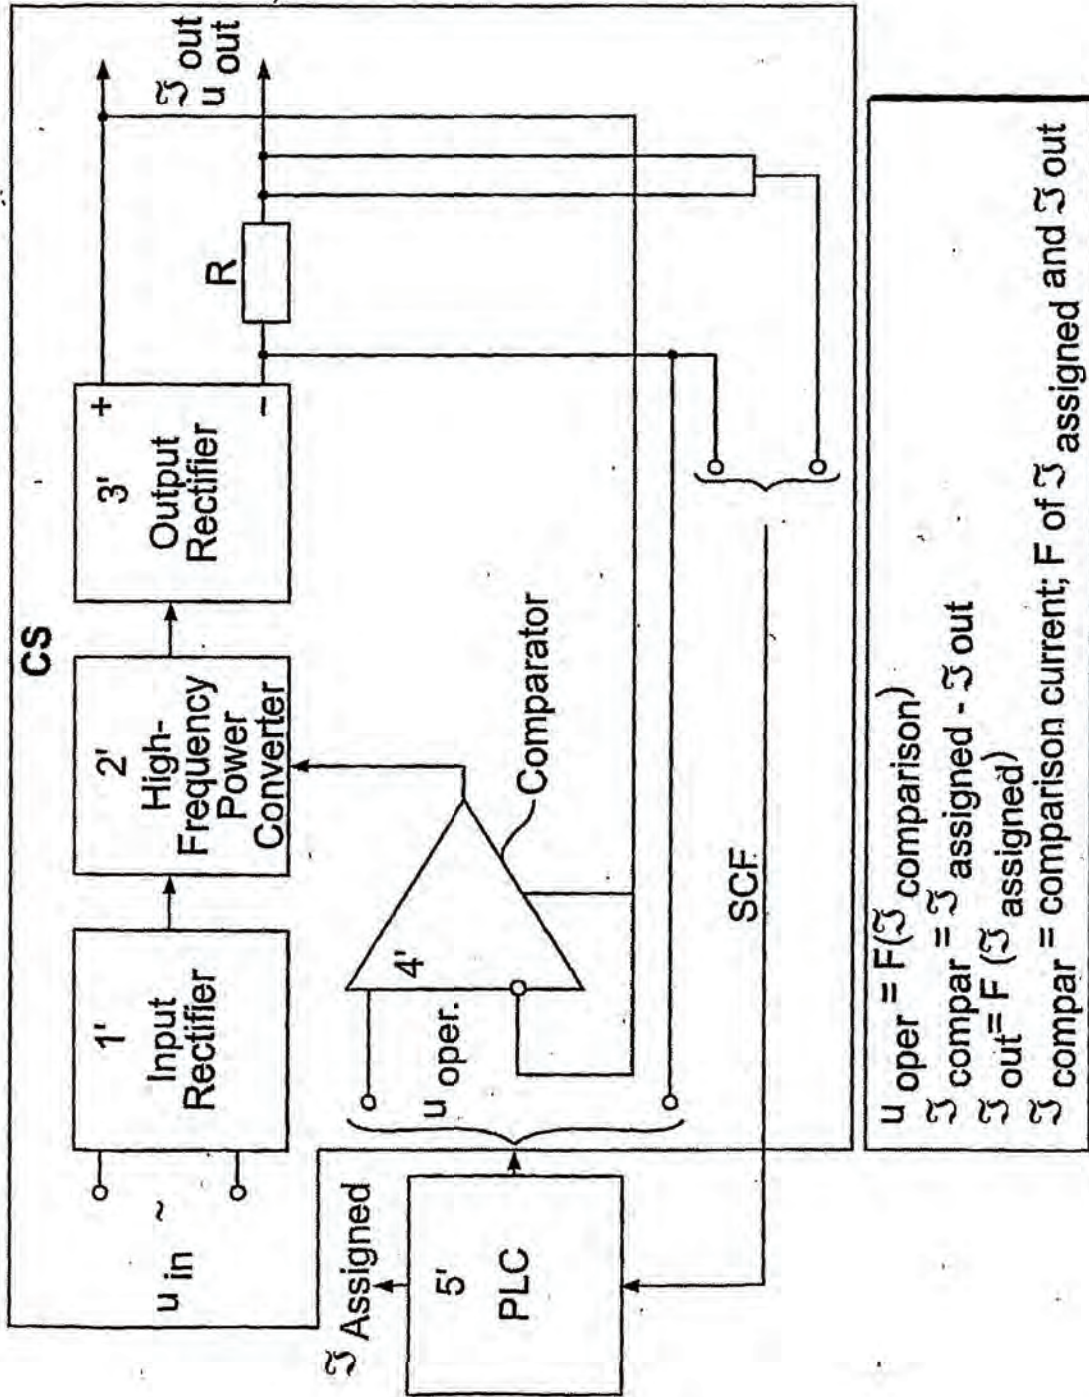 CS
u in ~
1'
Input
Rectifier
2'
High-
Frequency
Power
Converter
3'
Output
Rectifier
+
−
R
ℑ out
u out
4'
u oper.
Comparator
ℑ Assigned
5'
PLC
SCF.
u oper = F(ℑ comparison)
ℑ compar = ℑ assigned - ℑ out
ℑ out = F (ℑ assigned)
ℑ compar = comparison current; F of ℑ assigned and ℑ out